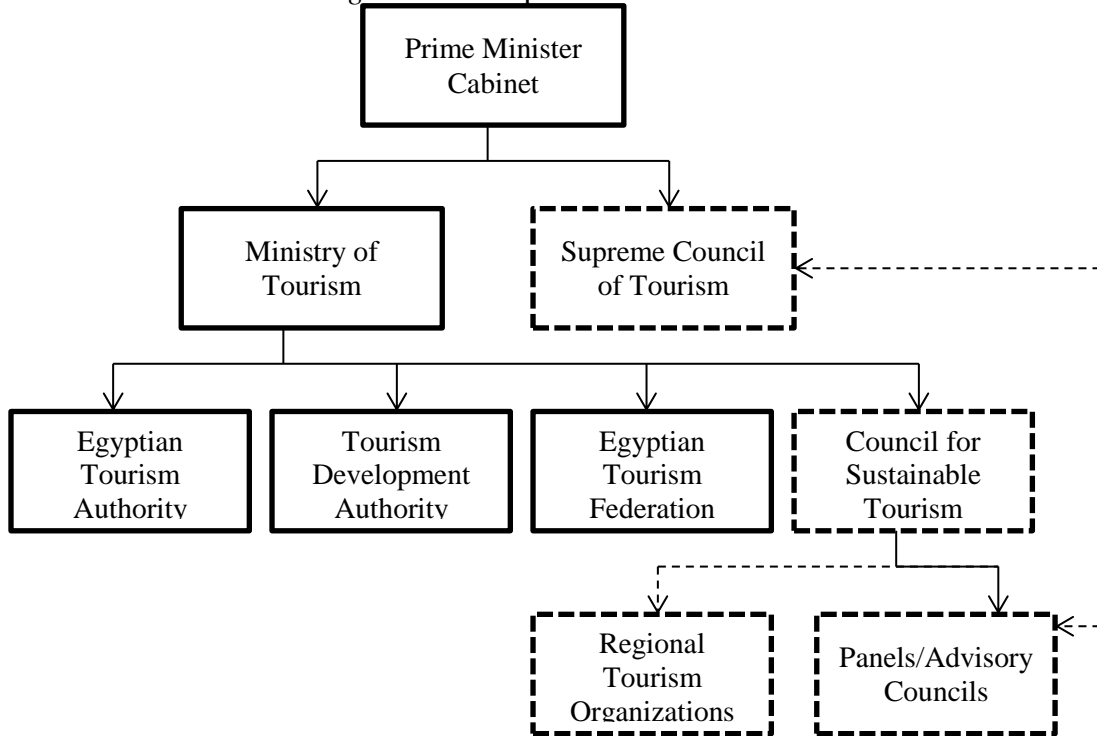 Prime Minister
Cabinet
Ministry of
Tourism
Supreme Council
of Tourism
Egyptian
Tourism
Authority
Tourism
Development
Authority
Egyptian
Tourism
Federation
Council for
Sustainable
Tourism
Regional
Tourism
Organizations
Panels/Advisory
Councils